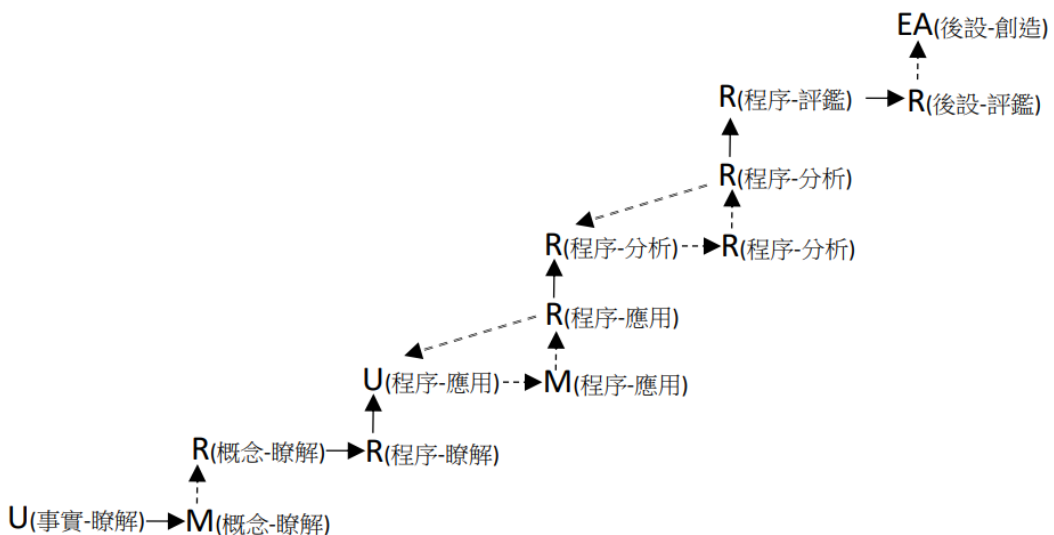 EA(後設-創造)
R(程序-評鑑)
R(後設-評鑑)
R(程序-分析)
R(程序-分析)
R(程序-分析)
R(程序-應用)
U(程序-應用)
M(程序-應用)
R(概念-瞭解)
R(程序-瞭解)
U(事實-瞭解)
M(概念-瞭解)